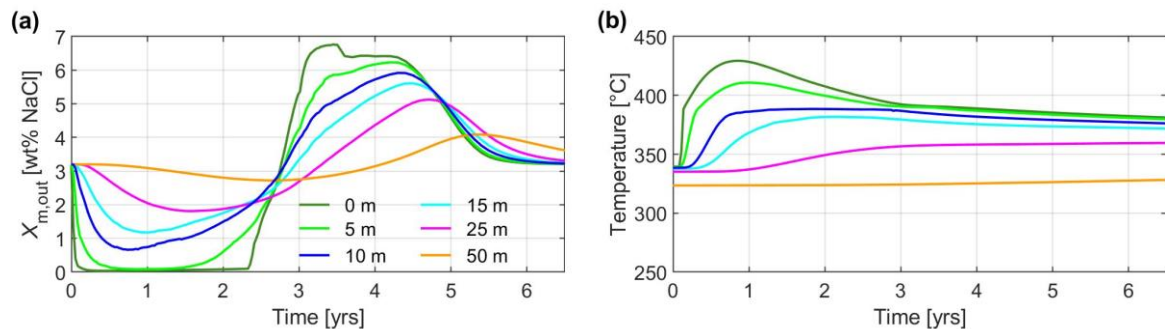 (a)
X_m,out [wt% NaCl]
7
6
5
4
3
2
1
0
0 m
5 m
10 m
15 m
25 m
50 m
0 1 2 3 4 5 6
Time [yrs]
(b)
Temperature [°C]
450
400
350
300
250
0 1 2 3 4 5 6
Time [yrs]